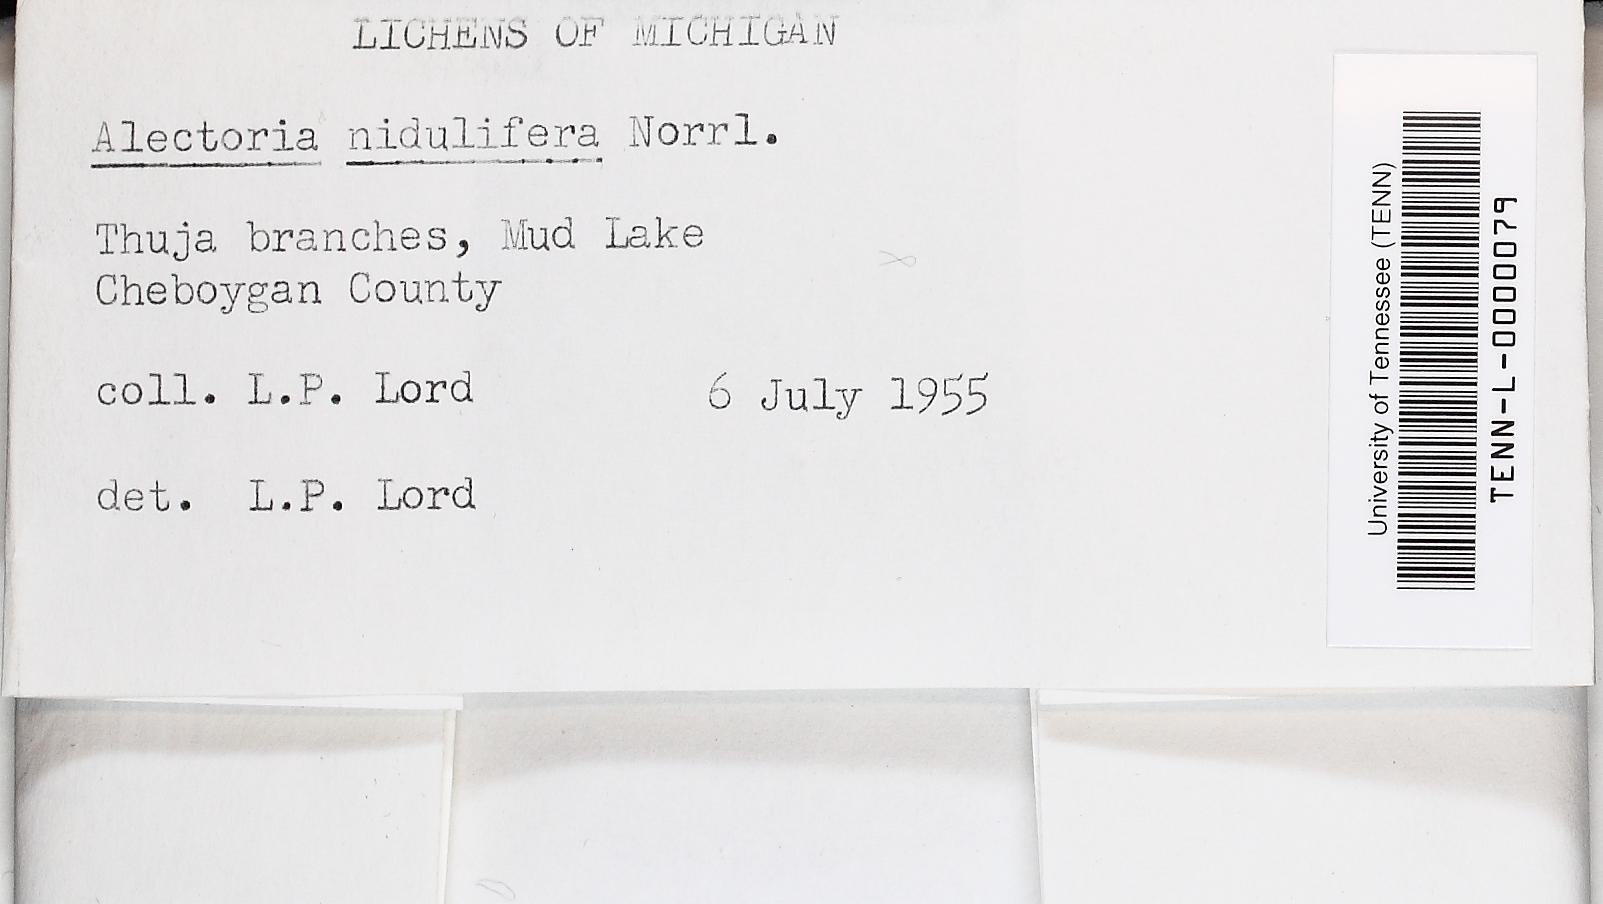 LICHENS OF MICHIGAN
Alectoria nidulifera Norrl.
Thuja branches, Mud Lake
Cheboygan County
coll. L.P. Lord 6 July 1955
det. L.P. Lord
University of Tennessee (TENN)
TENN-L-0000079